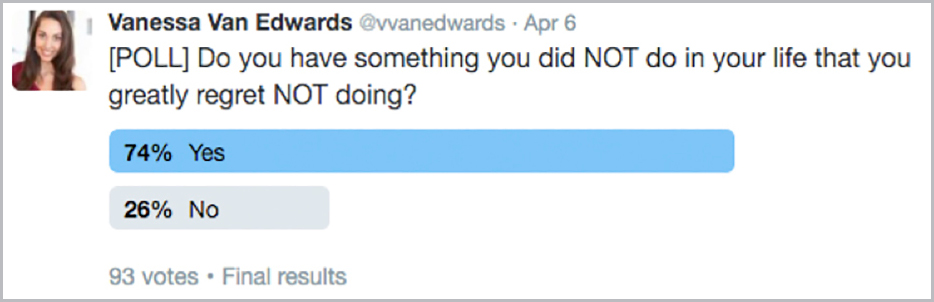 Vanessa Van Edwards @vvanedwards · Apr 6
[POLL] Do you have something you did NOT do in your life that you
greatly regret NOT doing?
74% Yes
26% No
93 votes • Final results